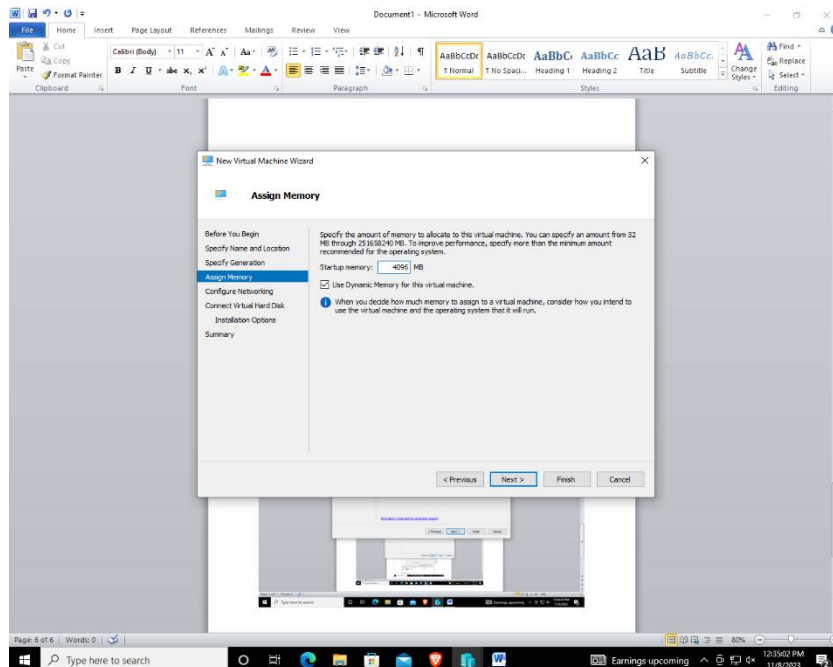 Document1 - Microsoft Word
File Home Insert Page Layout References Mailings Review View
Paste
Cut
Copy
Format Painter
Clipboard
Calibri (Body) 11
Font
Paragraph
AaBbCcDc AaBbCcDc AaBbC AaBbCc AaB AaBbCc.
¶ Normal ¶ No Spaci... Heading 1 Heading 2 Title Subtitle
Change Styles
Styles
Find
Replace
Select
Editing
New Virtual Machine Wizard
Assign Memory
Before You Begin
Specify Name and Location
Specify Generation
Assign Memory
Configure Networking
Connect Virtual Hard Disk
Installation Options
Summary
Specify the amount of memory to allocate to this virtual machine. You can specify an amount from 32
MB through 251658240 MB. To improve performance, specify more than the minimum amount
recommended for the operating system.
Startup memory: 4096 MB
Use Dynamic Memory for this virtual machine.
When you decide how much memory to assign to a virtual machine, consider how you intend to
use the virtual machine and the operating system that it will run.
< Previous Next > Finish Cancel
Page: 6 of 6 Words: 0 80%
Type here to search
Earnings upcoming
12:35:02 PM
11/8/2023